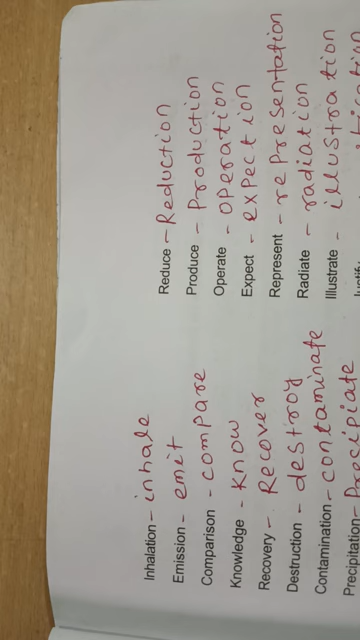 Inhalation - inhale
Emission - emit
Comparison - compare
Knowledge - know
Recovery - Recover
Destruction - destroy
Contamination - contaminate
Precipitation - Precipiate
Reduce - Reduction
Produce - Production
Operate - operation
Expect - expection
Represent - representation
Radiate - radiation
Illustrate - illustration